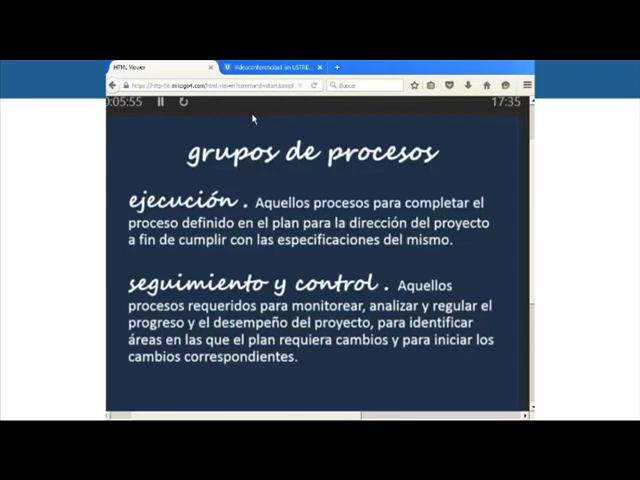 HTML Viewer
Buscar
0:05:55
17:35
grupos de procesos
ejecución . Aquellos procesos para completar el
proceso definido en el plan para la dirección del proyecto
a fin de cumplir con las especificaciones del mismo.
seguimiento y control . Aquellos
procesos requeridos para monitorear, analizar y regular el
progreso y el desempeño del proyecto, para identificar
áreas en las que el plan requiera cambios y para iniciar los
cambios correspondientes.